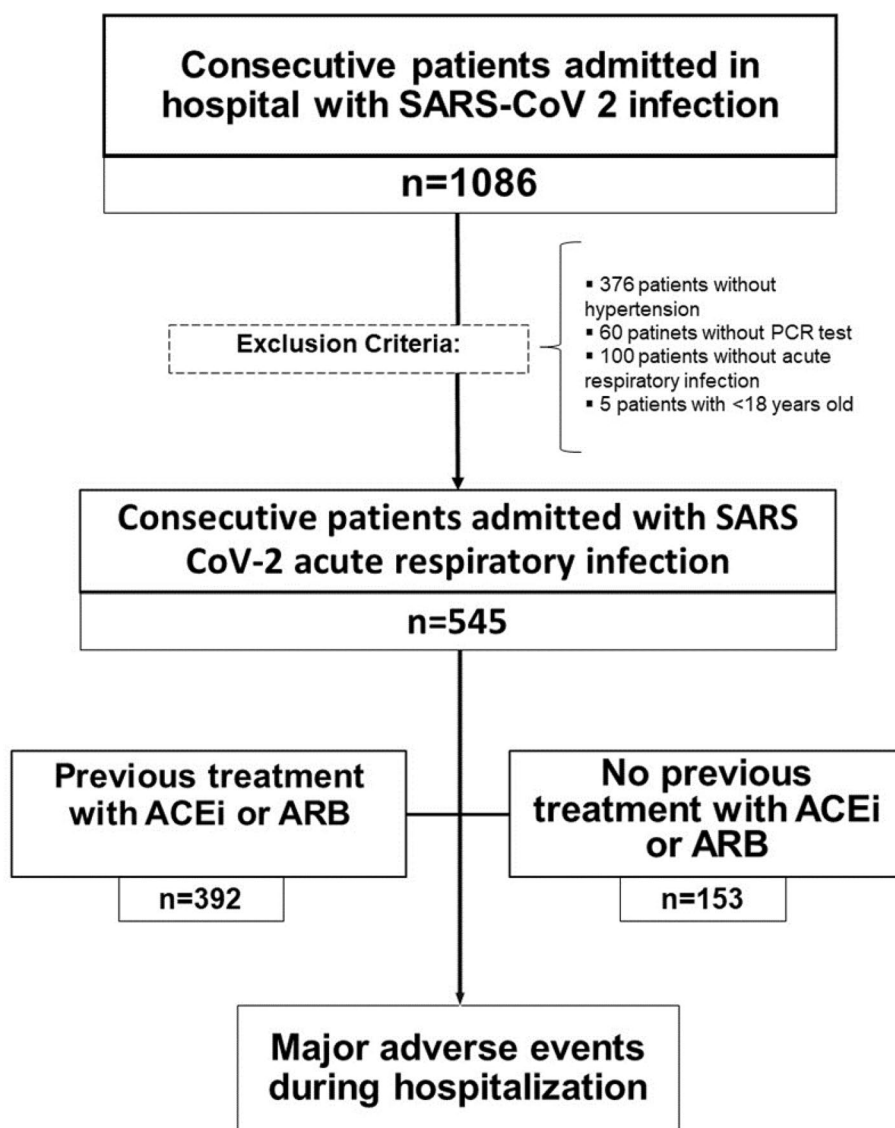 Consecutive patients admitted in
hospital with SARS-CoV 2 infection
n=1086
▪ 376 patients without
hypertension
▪ 60 patinets without PCR test
▪ 100 patients without acute
respiratory infection
▪ 5 patients with <18 years old
Exclusion Criteria:
Consecutive patients admitted with SARS
CoV-2 acute respiratory infection
n=545
Previous treatment
with ACEi or ARB
n=392
No previous
treatment with ACEi
or ARB
n=153
Major adverse events
during hospitalization